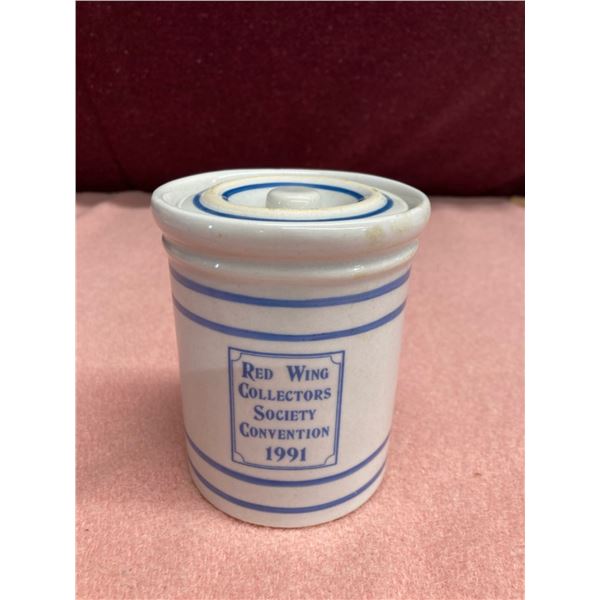 Red Wing
Collectors
Society
Convention
1991